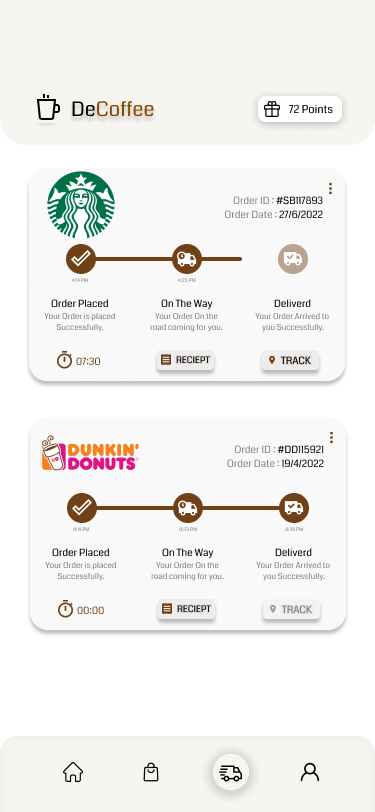 DeCoffee
72 Points
Order ID : #SB117893
Order Date : 27/6/2022
4:14 PM
4:25 PM
Order Placed
On The Way
Deliverd
Your Order is placed Successfully.
Your Order On the road coming for you.
Your Order Arrived to you Successfully.
07:30
RECIEPT
TRACK
DUNKIN'
DONUTS
Order ID : #DD115921
Order Date : 19/4/2022
8:14 PM
8:25 PM
8:39 PM
Order Placed
On The Way
Deliverd
Your Order is placed Successfully.
Your Order On the road coming for you.
Your Order Arrived to you Successfully.
00:00
RECIEPT
TRACK